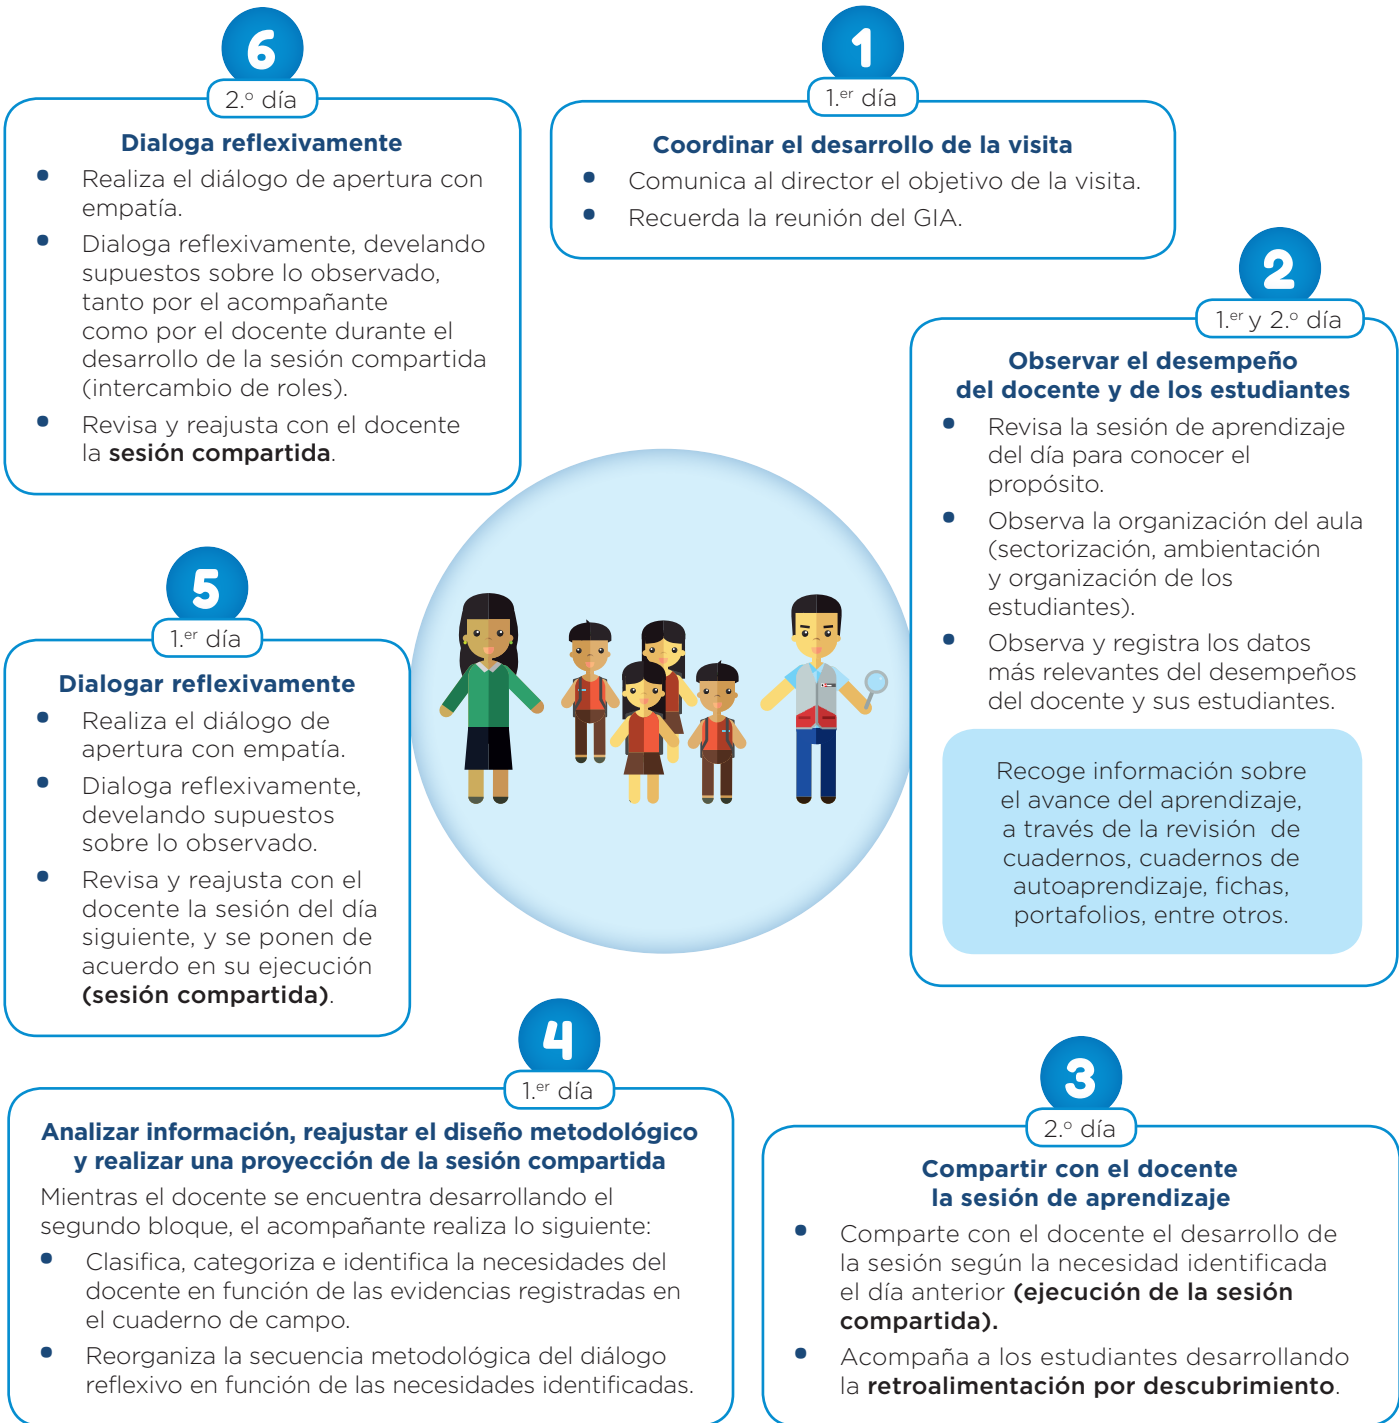 1
1.er día
Coordinar el desarrollo de la visita
• Comunica al director el objetivo de la visita.
• Recuerda la reunión del GIA.
2
1.er y 2.o día
Observar el desempeño
del docente y de los estudiantes
• Revisa la sesión de aprendizaje
del día para conocer el
propósito.
• Observa la organización del aula
(sectorización, ambientación
y organización de los
estudiantes).
• Observa y registra los datos
más relevantes del desempeños
del docente y sus estudiantes.
Recoge información sobre
el avance del aprendizaje,
a través de la revisión de
cuadernos, cuadernos de
autoaprendizaje, fichas,
portafolios, entre otros.
3
2.o día
Compartir con el docente
la sesión de aprendizaje
• Comparte con el docente el desarrollo de
la sesión según la necesidad identificada
el día anterior (ejecución de la sesión
compartida).
• Acompaña a los estudiantes desarrollando
la retroalimentación por descubrimiento.
4
1.er día
Analizar información, reajustar el diseño metodológico
y realizar una proyección de la sesión compartida
Mientras el docente se encuentra desarrollando el
segundo bloque, el acompañante realiza lo siguiente:
• Clasifica, categoriza e identifica la necesidades del
docente en función de las evidencias registradas en
el cuaderno de campo.
• Reorganiza la secuencia metodológica del diálogo
reflexivo en función de las necesidades identificadas.
5
1.er día
Dialogar reflexivamente
• Realiza el diálogo de
apertura con empatía.
• Dialoga reflexivamente,
develando supuestos
sobre lo observado.
• Revisa y reajusta con el
docente la sesión del día
siguiente, y se ponen de
acuerdo en su ejecución
(sesión compartida).
6
2.o día
Dialoga reflexivamente
• Realiza el diálogo de apertura con
empatía.
• Dialoga reflexivamente, develando
supuestos sobre lo observado,
tanto por el acompañante
como por el docente durante el
desarrollo de la sesión compartida
(intercambio de roles).
• Revisa y reajusta con el docente
la sesión compartida.